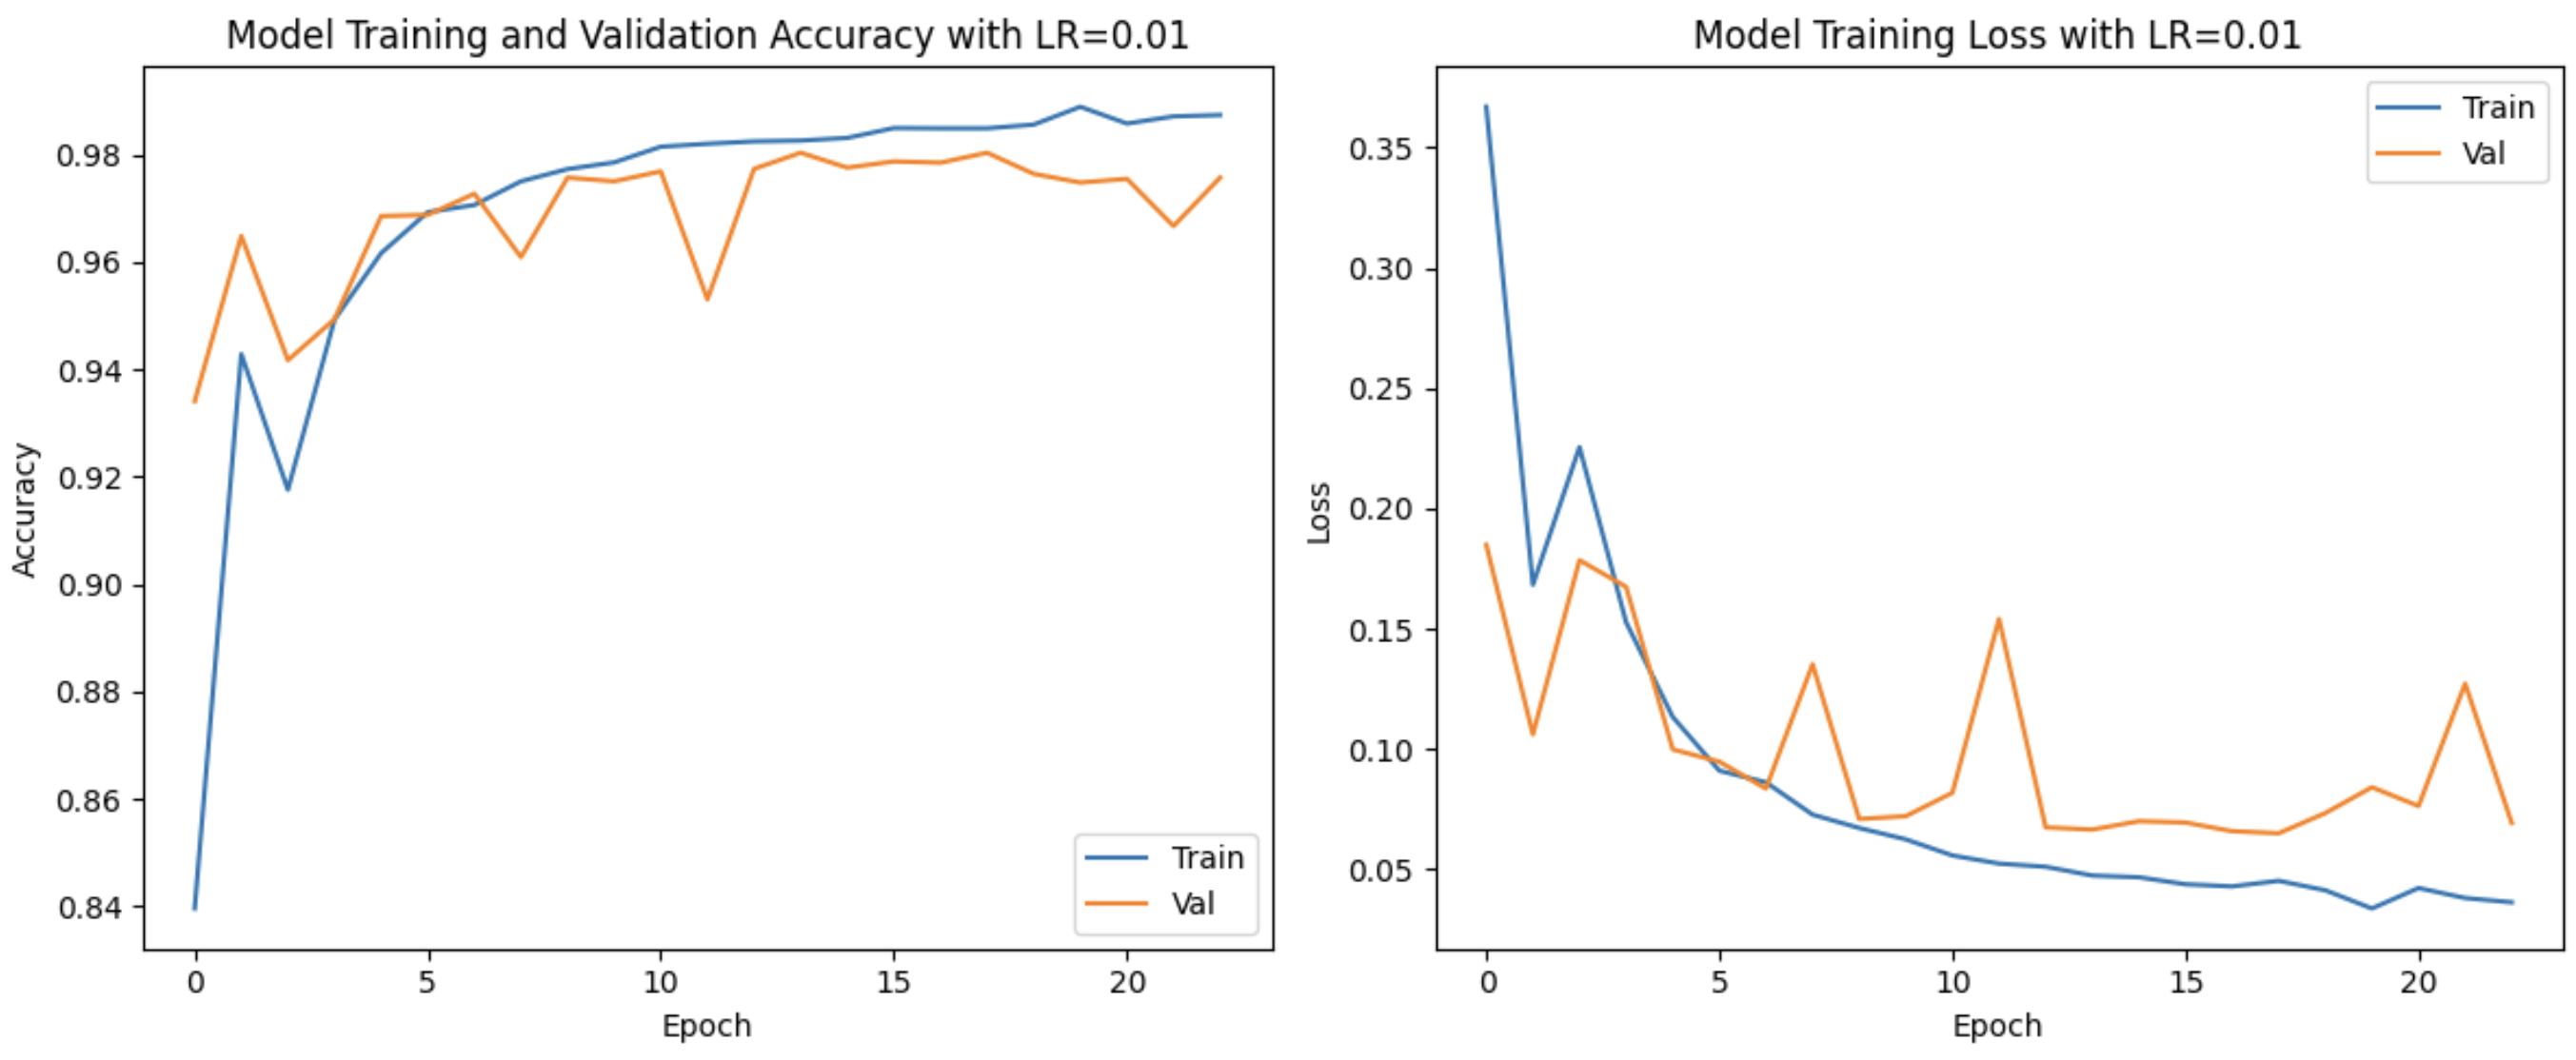 Model Training and Validation Accuracy with LR=0.01
Accuracy
0.98
0.96
0.94
0.92
0.90
0.88
0.86
0.84
0
5
10
15
20
Epoch
Train
Val
Model Training Loss with LR=0.01
Loss
0.35
0.30
0.25
0.20
0.15
0.10
0.05
0
5
10
15
20
Epoch
Train
Val